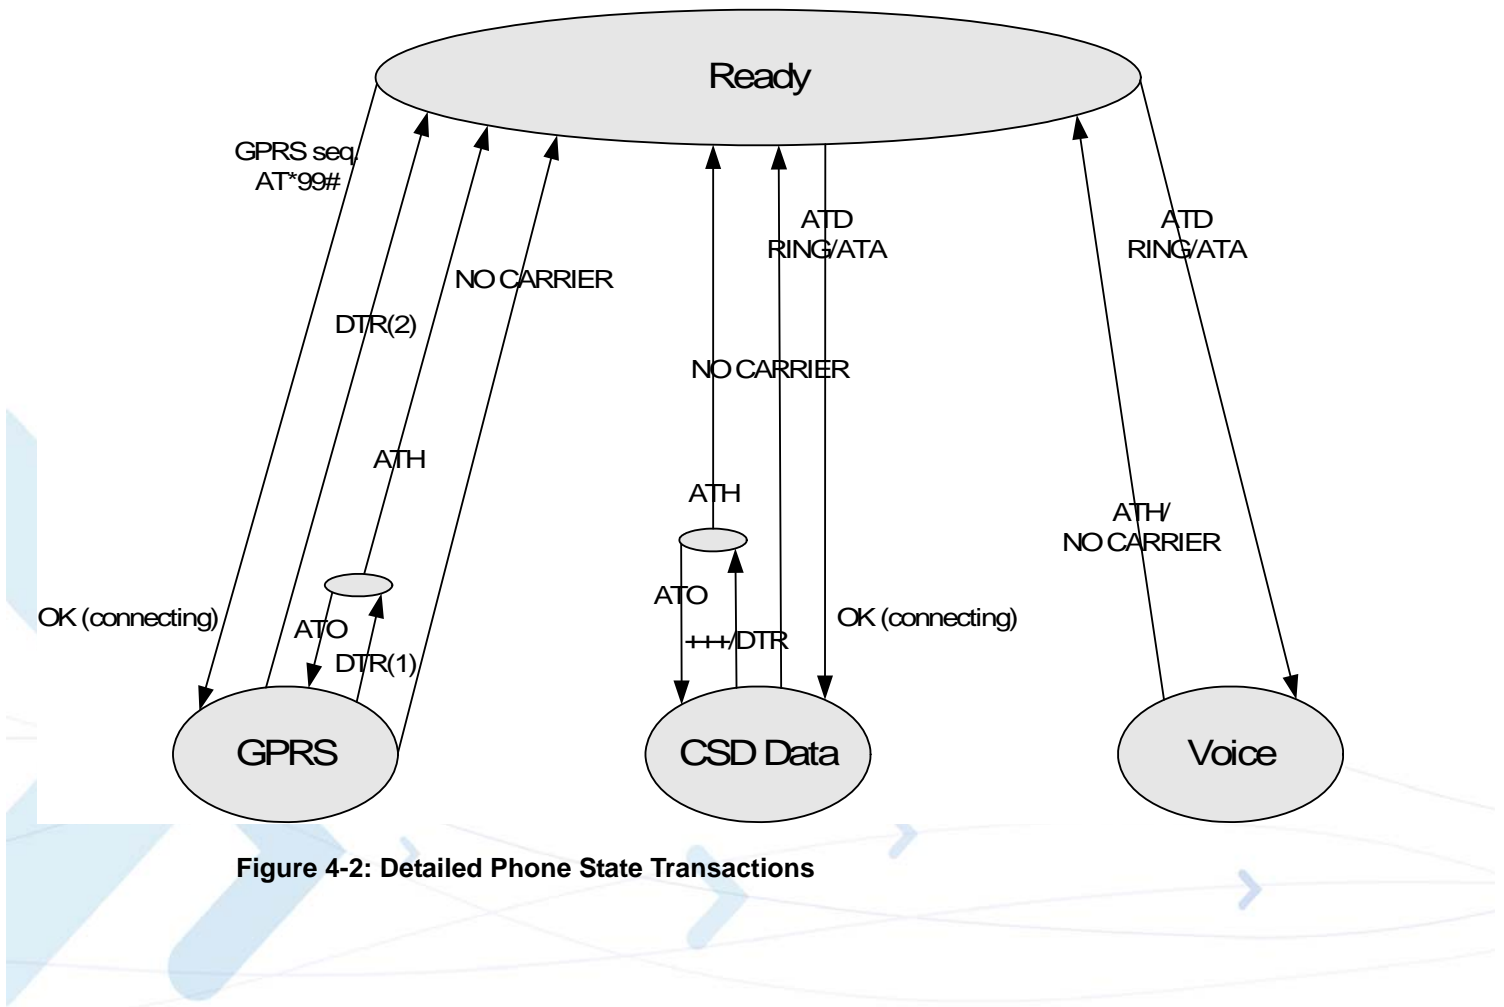 Ready
GPRS seq.
AT*99#
ATD
RING/ATA
ATD
RING/ATA
NO CARRIER
DTR(2)
NO CARRIER
ATH
ATH
ATH/
NO CARRIER
ATO
OK (connecting)
OK (connecting)
ATO
+++/DTR
DTR(1)
GPRS
CSD Data
Voice
Figure 4-2: Detailed Phone State Transactions